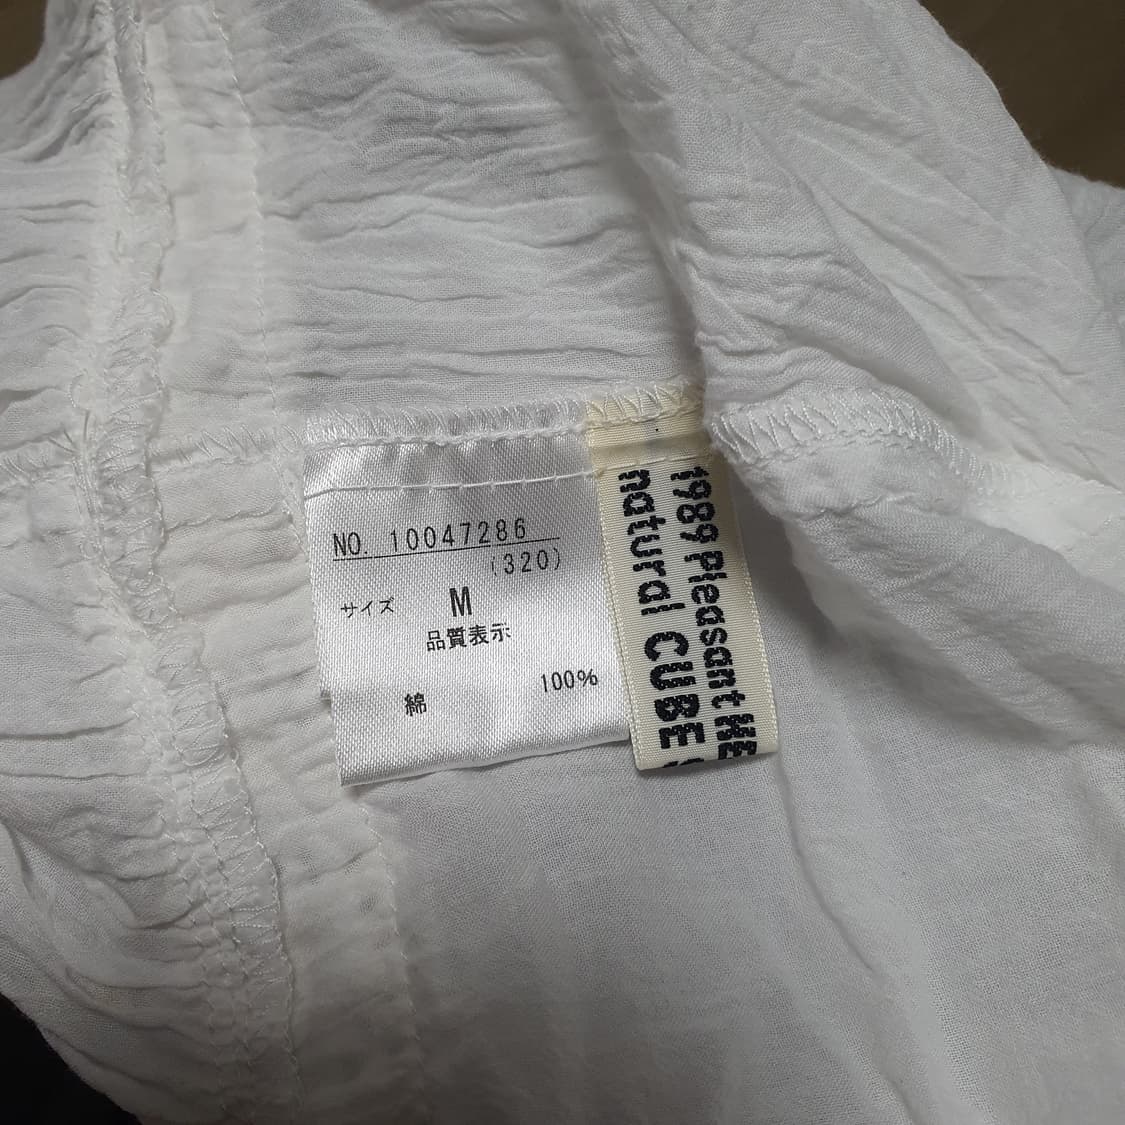 NO. 10047286
(320)
サイズ M
品質表示
綿 100%
1989 Pleasant
natural CUBE